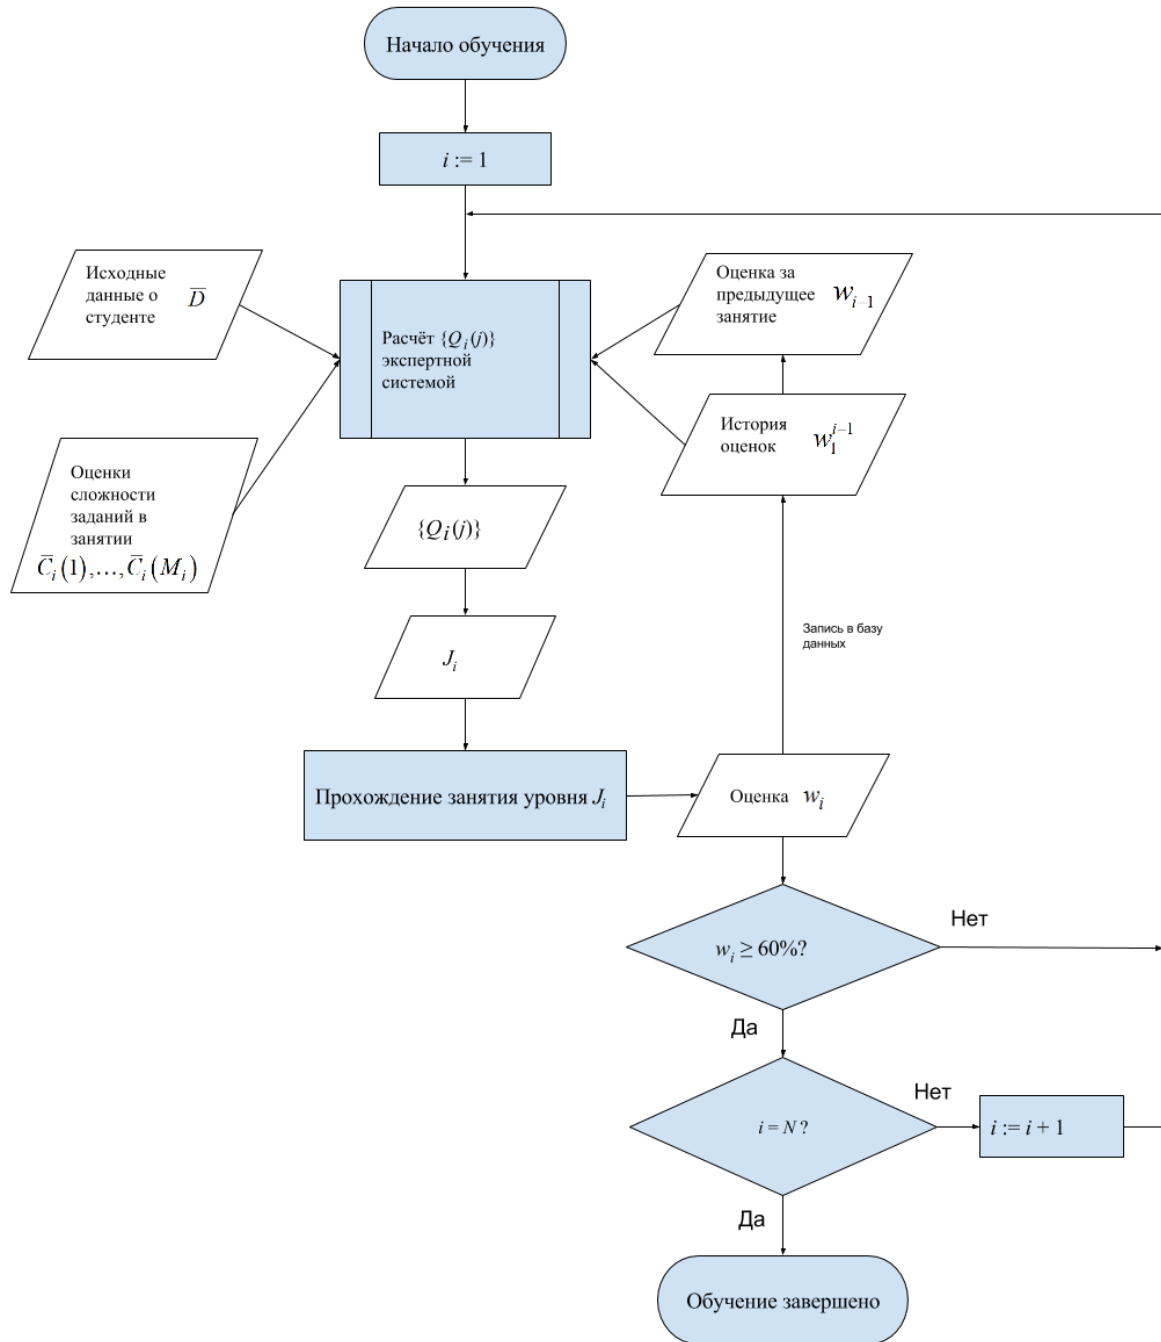 Начало обучения
i := 1
Исходные
данные о
студенте
D̅
Расчёт {Q_i(j)}
экспертной
системой
Оценка за
предыдущее
занятие
w_{i-1}
История
оценок
w_1^{i-1}
Оценки
сложности
заданий в
занятии
C̅_i(1),...,C̅_i(M_i)
{Q_i(j)}
J_i
Запись в базу
данных
Прохождение занятия уровня J_i
Оценка w_i
w_i ≥ 60%?
Нет
Да
i = N ?
Нет
i := i + 1
Да
Обучение завершено